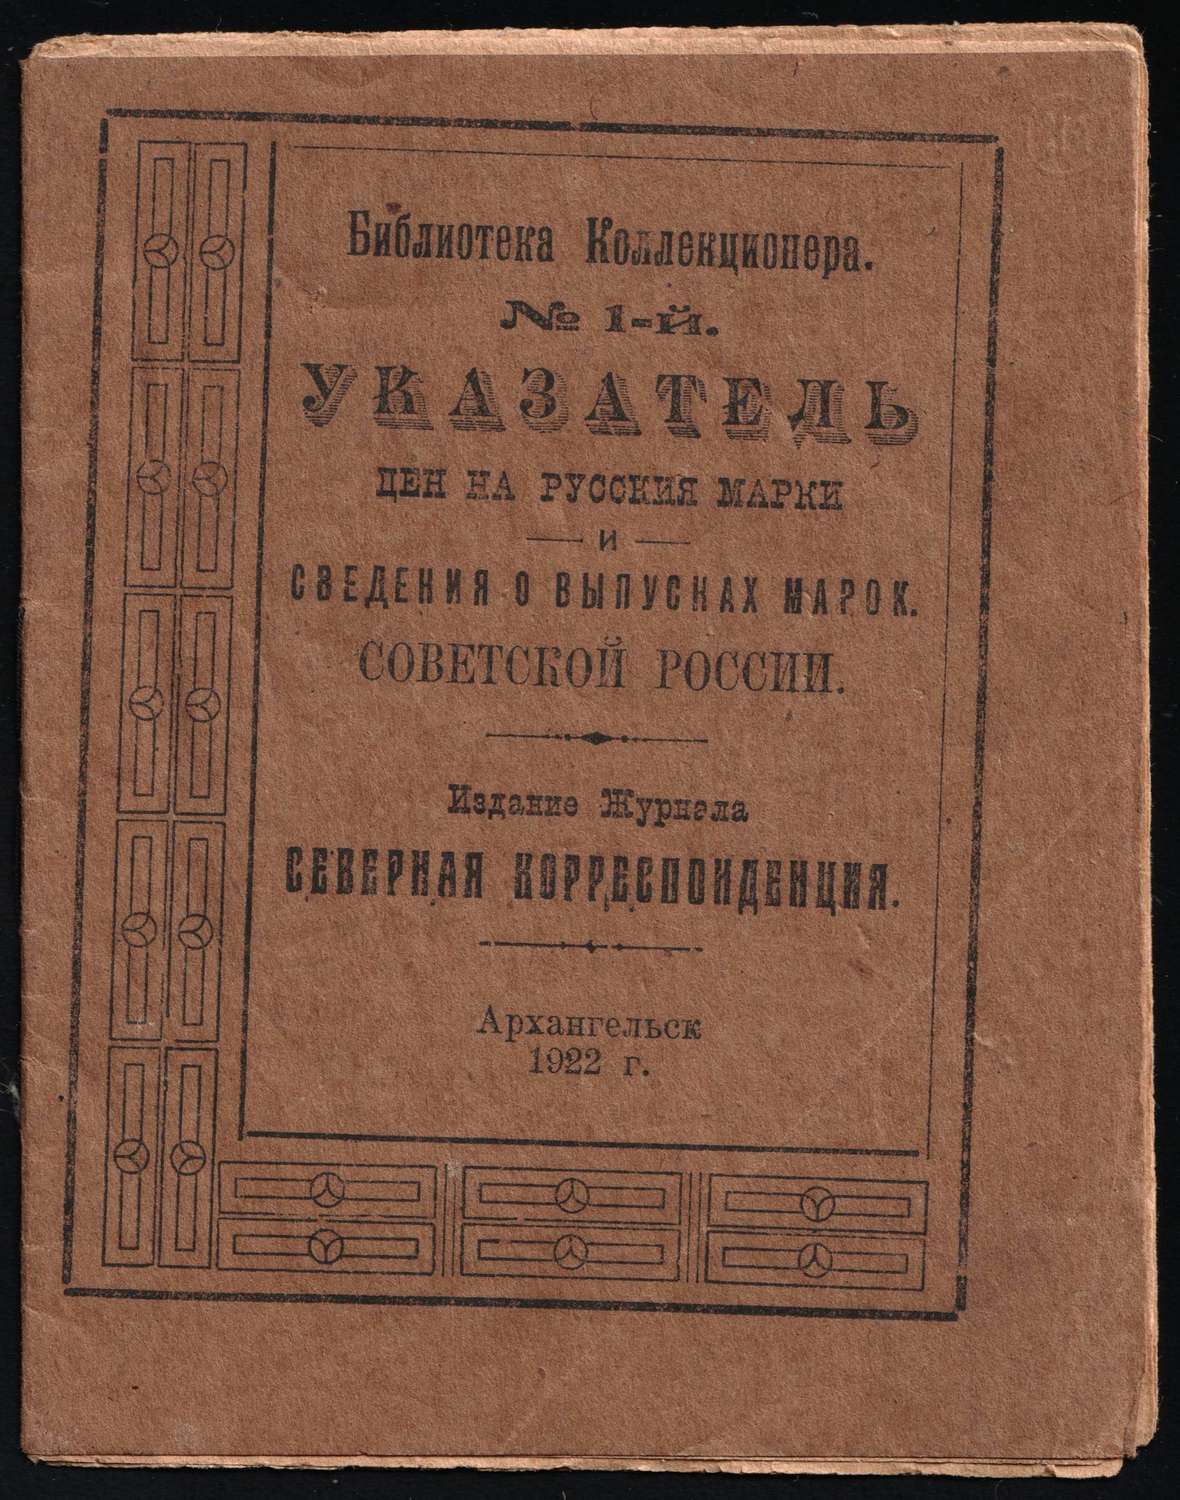 Библиотека Коллекционера.
№ 1-й.
УКАЗАТЕЛЬ
ЦЕН НА РУССКИЯ МАРКИ
— и —
СВЕДЕНИЯ О ВЫПУСКАХ МАРОК.
СОВЕТСКОЙ РОССИИ.
Издание Журнала
СЕВЕРНАЯ КОРРЕСПОНДЕНЦИЯ.
Архангельск
1922 г.